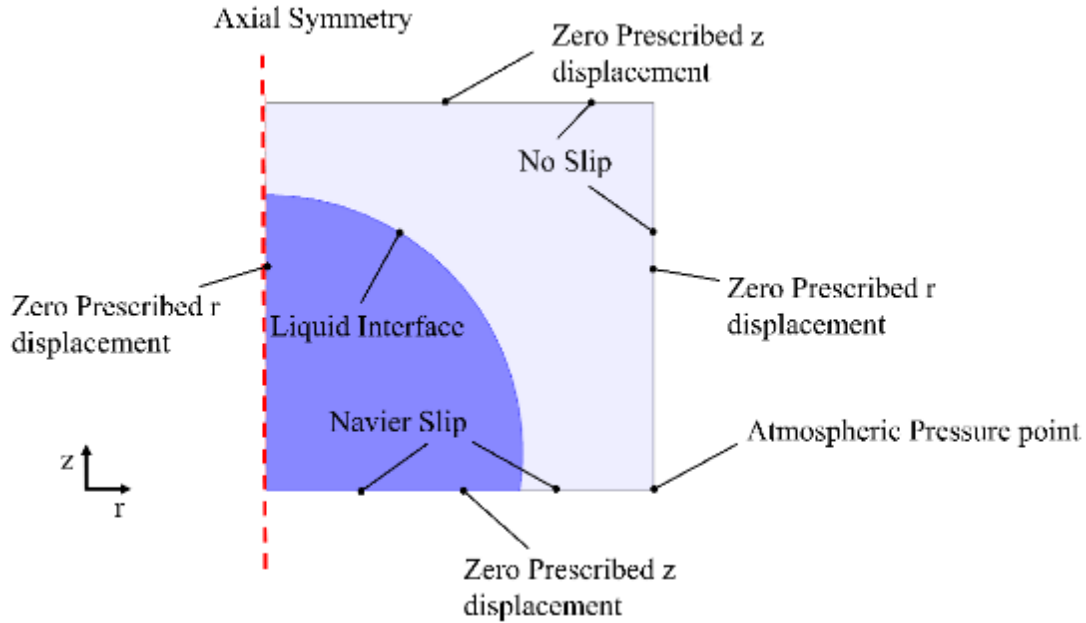 Axial Symmetry
Zero Prescribed z
displacement
No Slip
Zero Prescribed r
displacement
Liquid Interface
Zero Prescribed r
displacement
Navier Slip
Atmospheric Pressure point
z
r
Zero Prescribed z
displacement